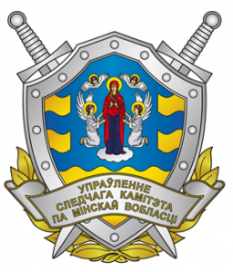 УПРАЎЛЕННЕ
СЛЕДЧАГА КАМІТЭТА
ПА МІНСКАЙ ВОБЛАСЦІ